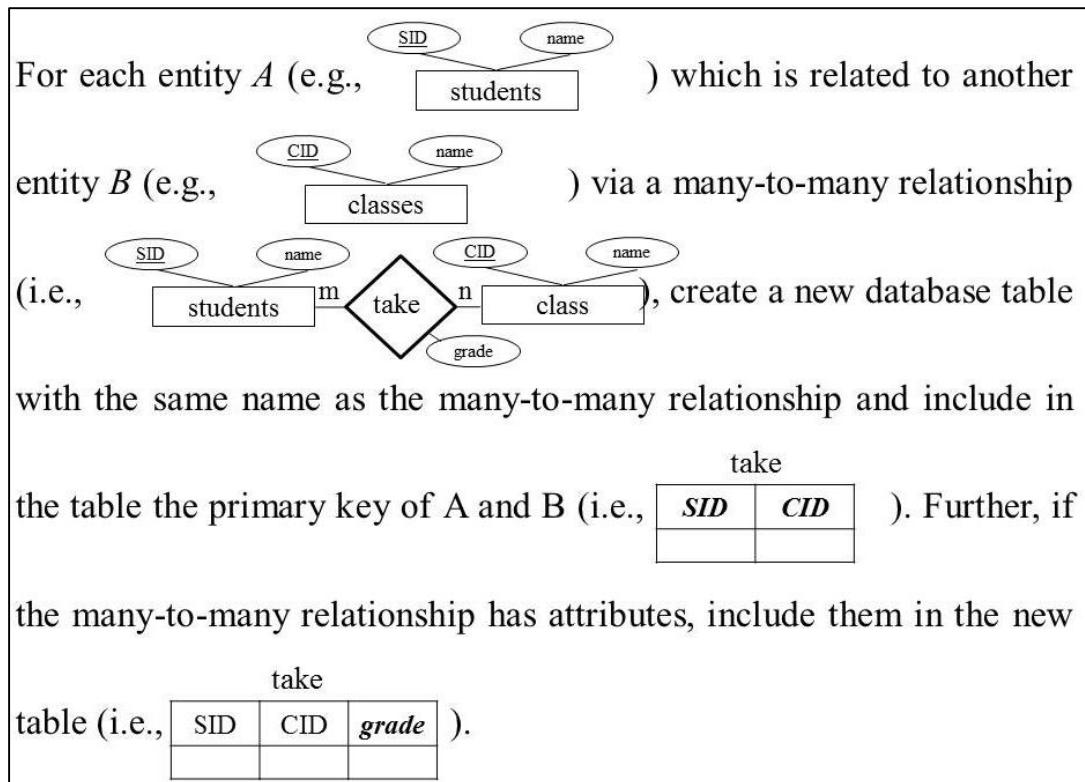 SID name
For each entity A (e.g., students ) which is related to another
CID name
entity B (e.g., classes ) via a many-to-many relationship
SID name CID name
(i.e., students m take n class ), create a new database table
grade
with the same name as the many-to-many relationship and include in
take
the table the primary key of A and B (i.e., SID CID ). Further, if
the many-to-many relationship has attributes, include them in the new
take
table (i.e., SID CID grade ).